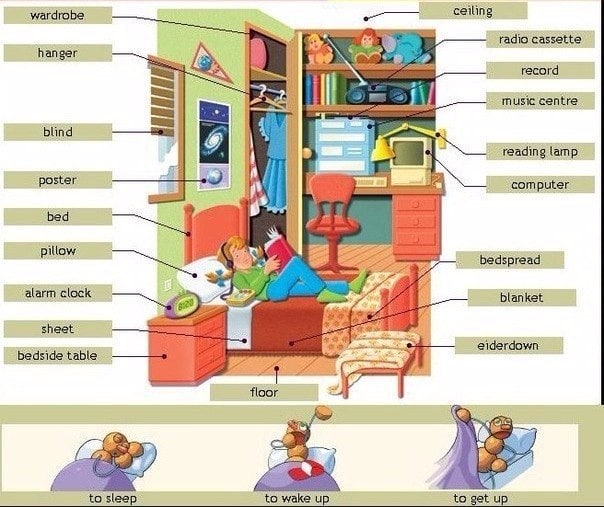 wardrobe
hanger
blind
poster
bed
pillow
alarm clock
sheet
bedside table
floor
ceiling
radio cassette
record
music centre
reading lamp
computer
bedspread
blanket
eiderdown
to sleep
to wake up
to get up